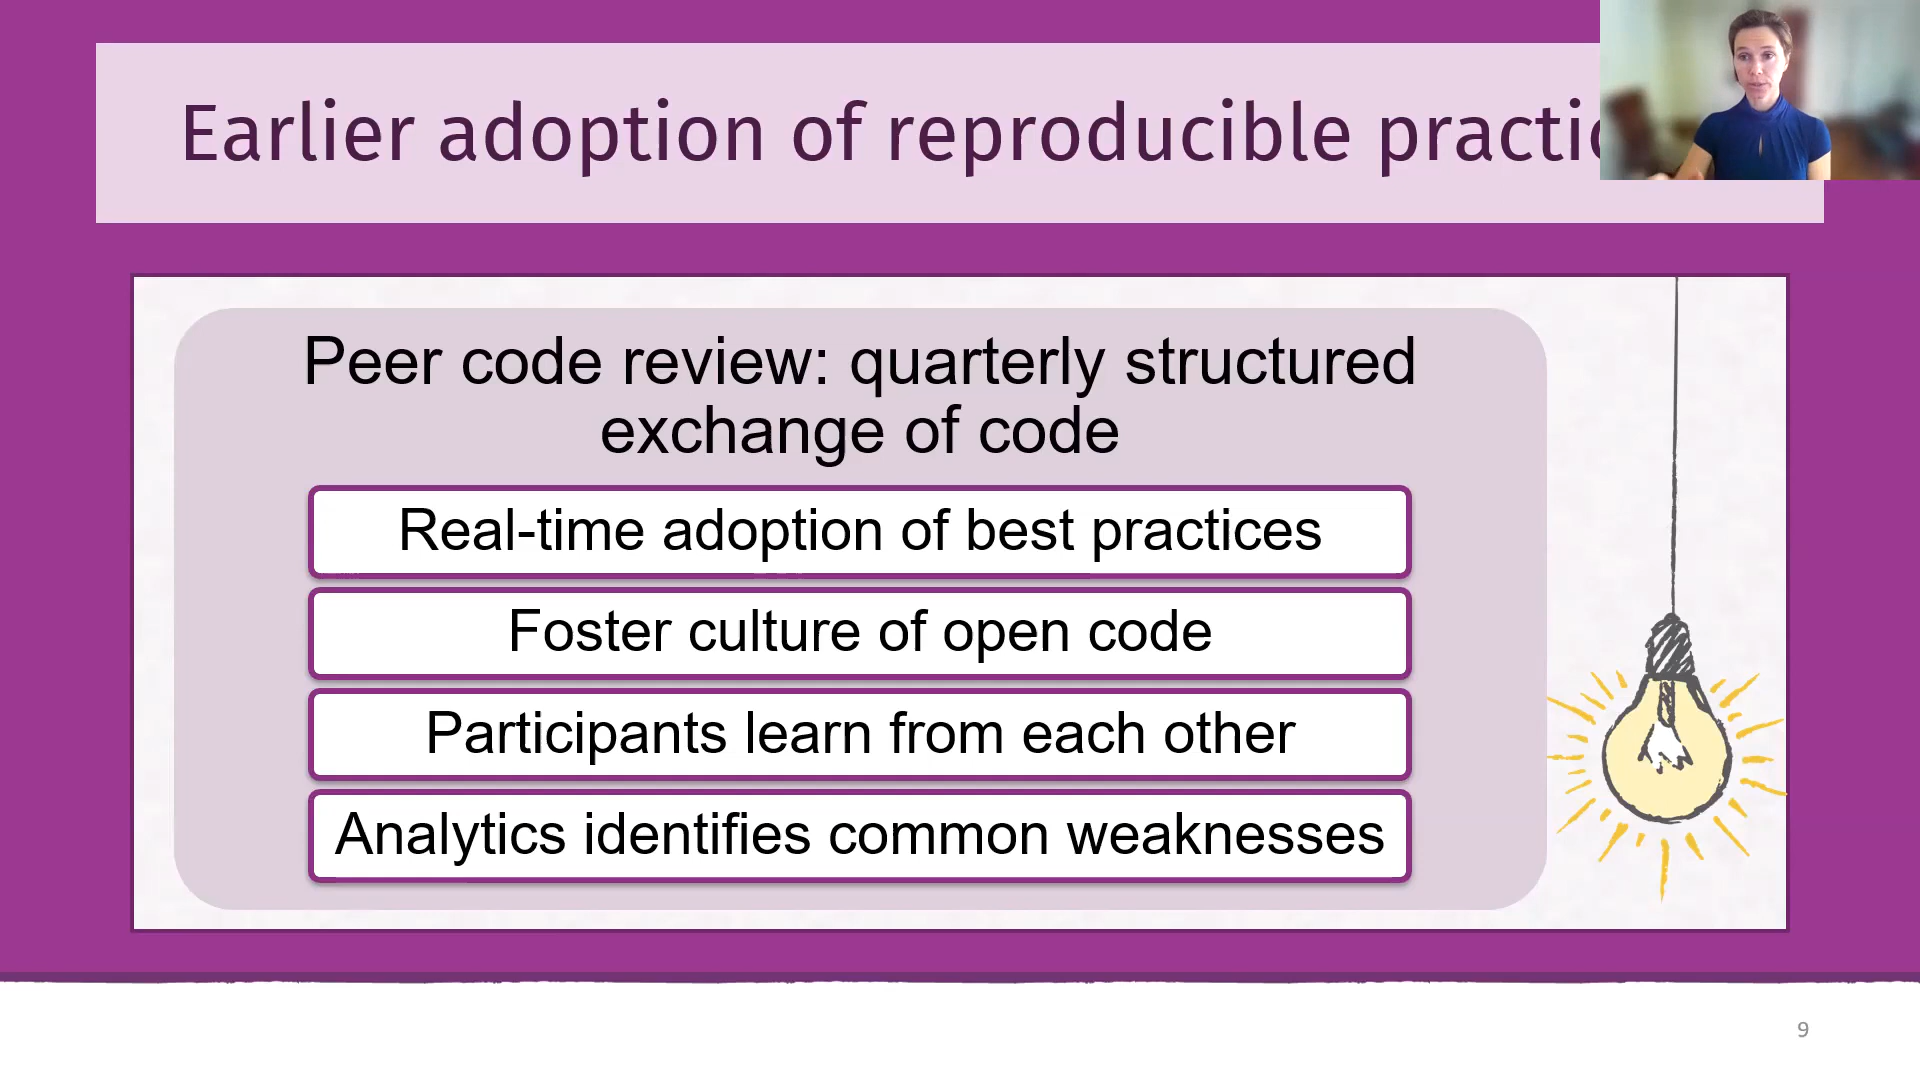 Earlier adoption of reproducible
Peer code review: quarterly structured
exchange of code
Real-time adoption of best practices
Foster culture of open code
Participants learn from each other
Analytics identifies common weaknesses
9